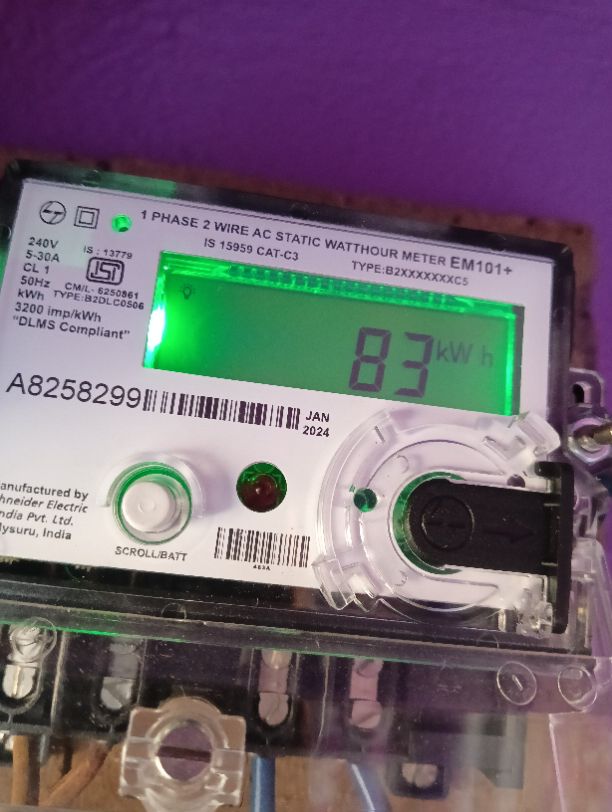 1 PHASE 2 WIRE AC STATIC WATTHOUR METER EM101+
IS 15959 CAT-C3
TYPE:B2XXXXXXXC5
240V
5-30A
CL 1
50Hz
kWh
3200 imp/kWh
"DLMS Compliant"
IS : 13779
ISI
CM/L- 6250861
TYPE:B2DLC0506
83 kW h
A8258299
JAN
2024
anufactured by
hneider Electric
ndia Pvt. Ltd.
ysuru, India
SCROLL/BATT